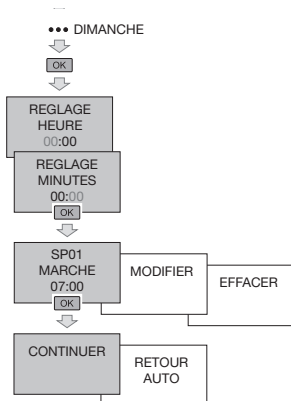 ••• DIMANCHE
OK
REGLAGE
HEURE
00:00
REGLAGE
MINUTES
00:00
OK
SP01
MARCHE
07:00
OK
MODIFIER
EFFACER
CONTINUER
RETOUR
AUTO